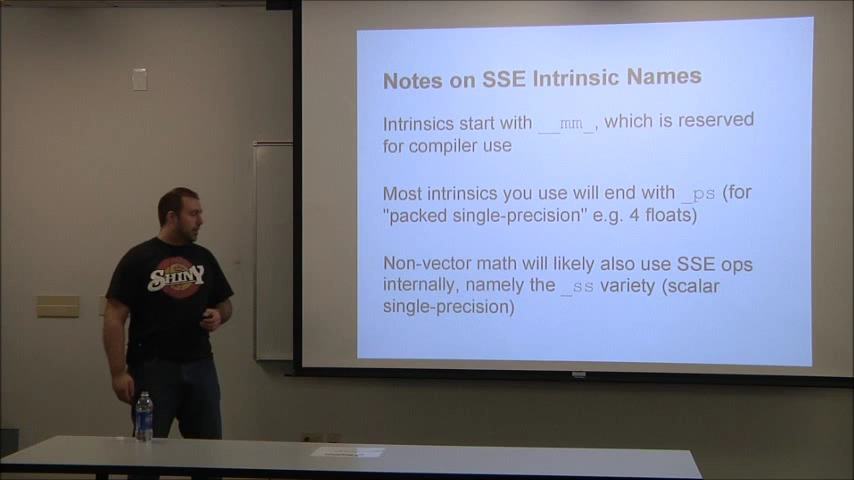 Notes on SSE Intrinsic Names
Intrinsics start with __mm_, which is reserved
for compiler use
Most intrinsics you use will end with _ps (for
"packed single-precision" e.g. 4 floats)
Non-vector math will likely also use SSE ops
internally, namely the _ss variety (scalar
single-precision)
SHINY